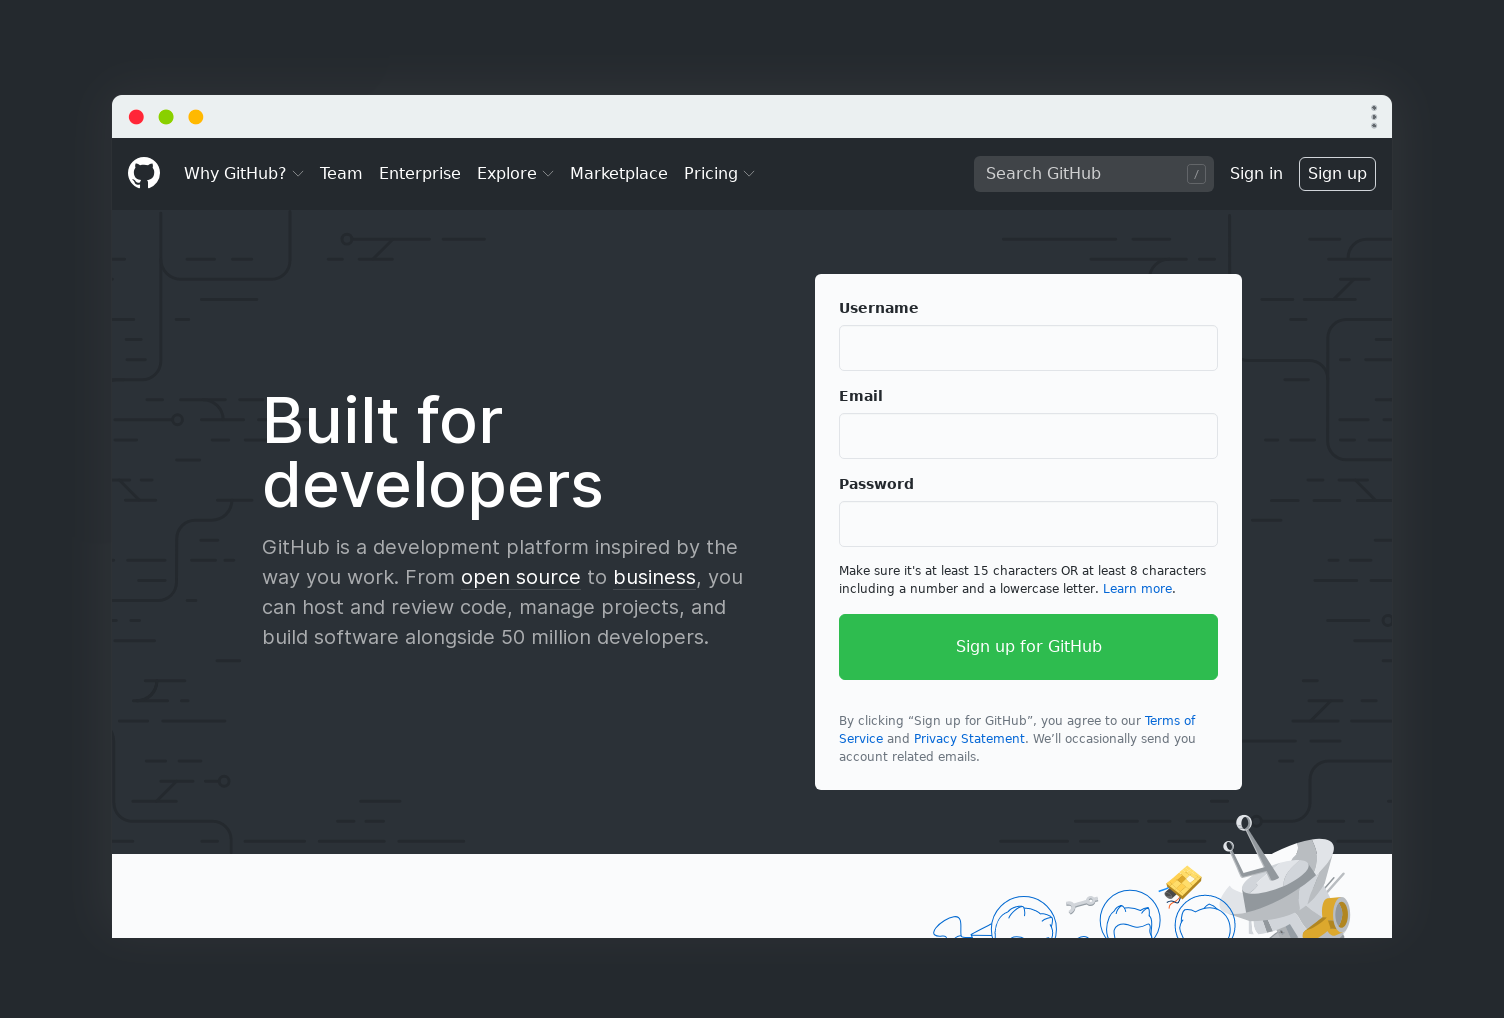 Why GitHub? Team Enterprise Explore Marketplace Pricing Search GitHub / Sign in Sign up
Built for
developers
GitHub is a development platform inspired by the
way you work. From open source to business, you
can host and review code, manage projects, and
build software alongside 50 million developers.
Username
Email
Password
Make sure it's at least 15 characters OR at least 8 characters
including a number and a lowercase letter. Learn more.
Sign up for GitHub
By clicking “Sign up for GitHub”, you agree to our Terms of
Service and Privacy Statement. We’ll occasionally send you
account related emails.